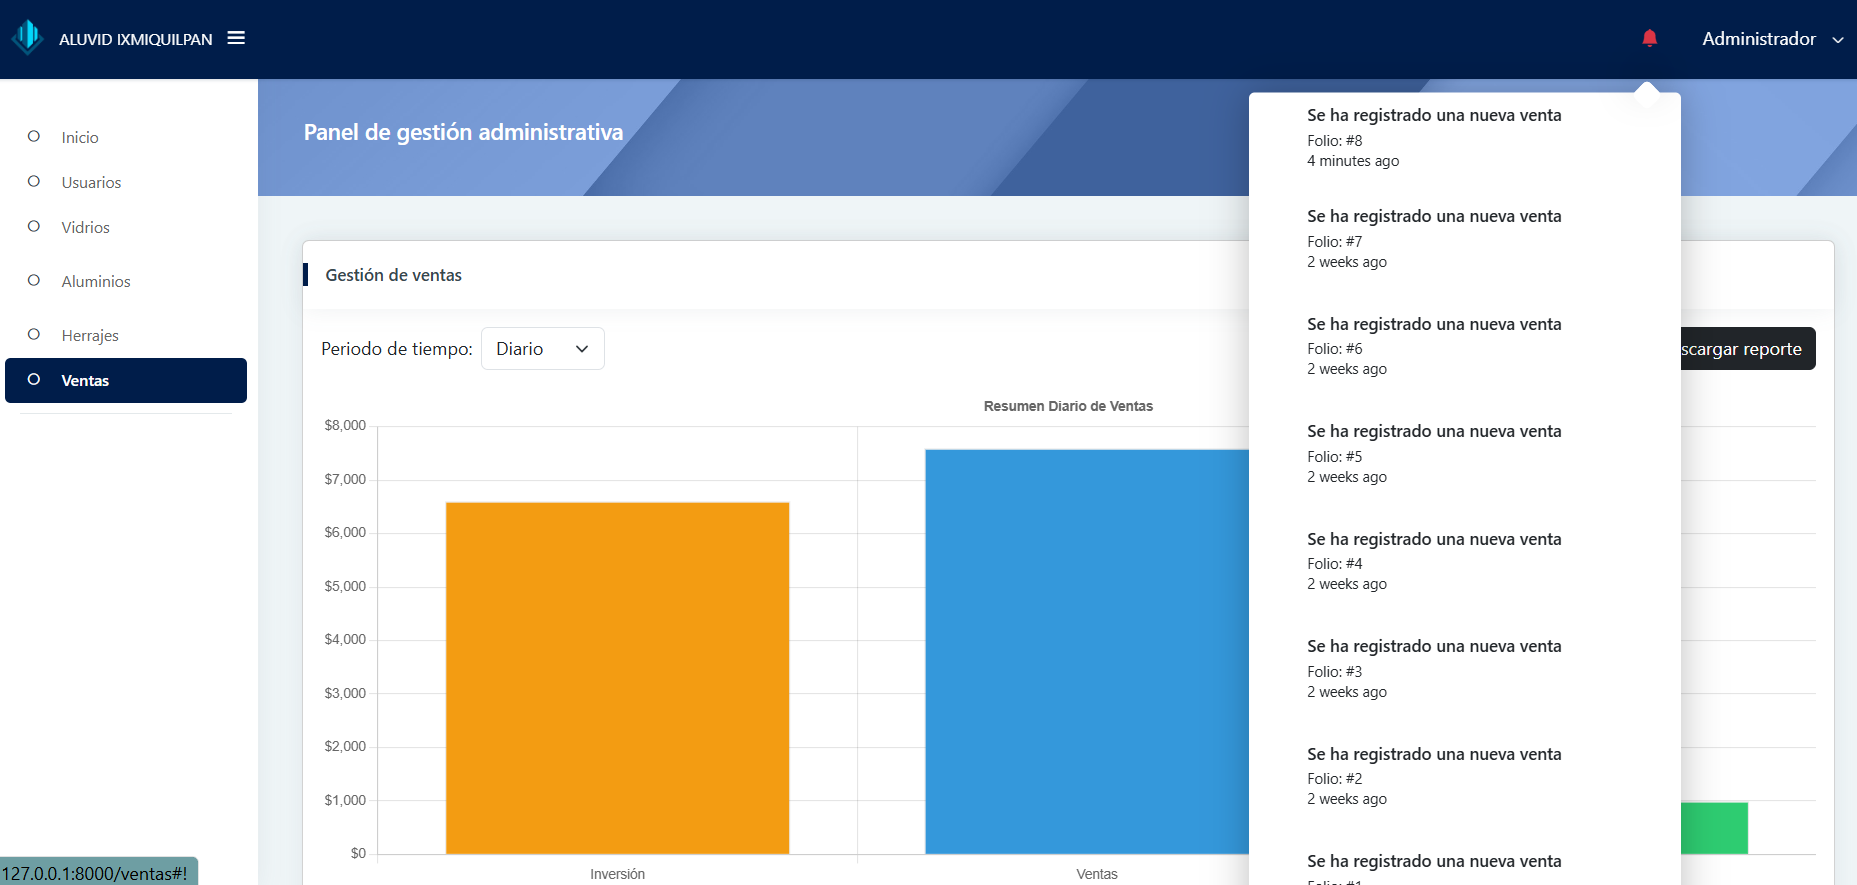 ALUVID IXMIQUILPAN
Administrador
Inicio
Usuarios
Vidrios
Aluminios
Herrajes
Ventas
Panel de gestión administrativa
Gestión de ventas
Periodo de tiempo:
Diario
scargar reporte
Resumen Diario de Ventas
$8,000
$7,000
$6,000
$5,000
$4,000
$3,000
$2,000
$1,000
$0
Inversión
Ventas
Se ha registrado una nueva venta
Folio: #8
4 minutes ago
Se ha registrado una nueva venta
Folio: #7
2 weeks ago
Se ha registrado una nueva venta
Folio: #6
2 weeks ago
Se ha registrado una nueva venta
Folio: #5
2 weeks ago
Se ha registrado una nueva venta
Folio: #4
2 weeks ago
Se ha registrado una nueva venta
Folio: #3
2 weeks ago
Se ha registrado una nueva venta
Folio: #2
2 weeks ago
Se ha registrado una nueva venta
Folio: #1
127.0.0.1:8000/ventas#!